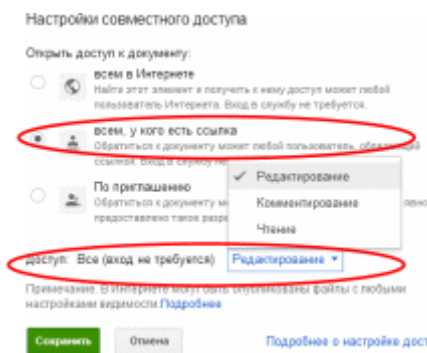 Настройки совместного доступа
Открыть доступ к документу:
всем в Интернете
Найти этот элемент и получить к нему доступ может любой
пользователь Интернета. Вход в службу не требуется.
всем, у кого есть ссылка
Обратиться к документу может любой пользователь, обладающий
ссылкой. Вход в службу не
По приглашению
Обратиться к документу мо
явно
предоставлено такое разре
✓ Редактирование
Комментирование
Чтение
Доступ: Все (вход не требуется) Редактирование
Примечание. В Интернете могут быть опубликованы файлы с любыми
настройками видимости. Подробнее
Сохранить Отмена Подробнее о настройке дост